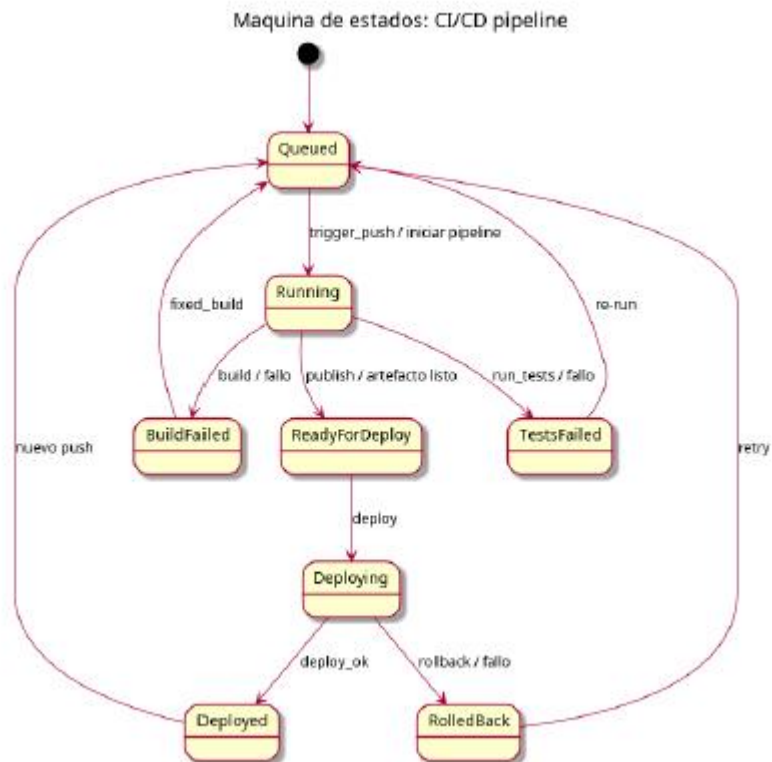 Maquina de estados: CI/CD pipeline
Queued
trigger_push / iniciar pipeline
Running
fixed_build
re-run
build / fallo
publish / artefacto listo
run_tests / fallo
BuildFailed
ReadyForDeploy
TestsFailed
nuevo push
retry
deploy
Deploying
deploy_ok
rollback / fallo
Deployed
RolledBack